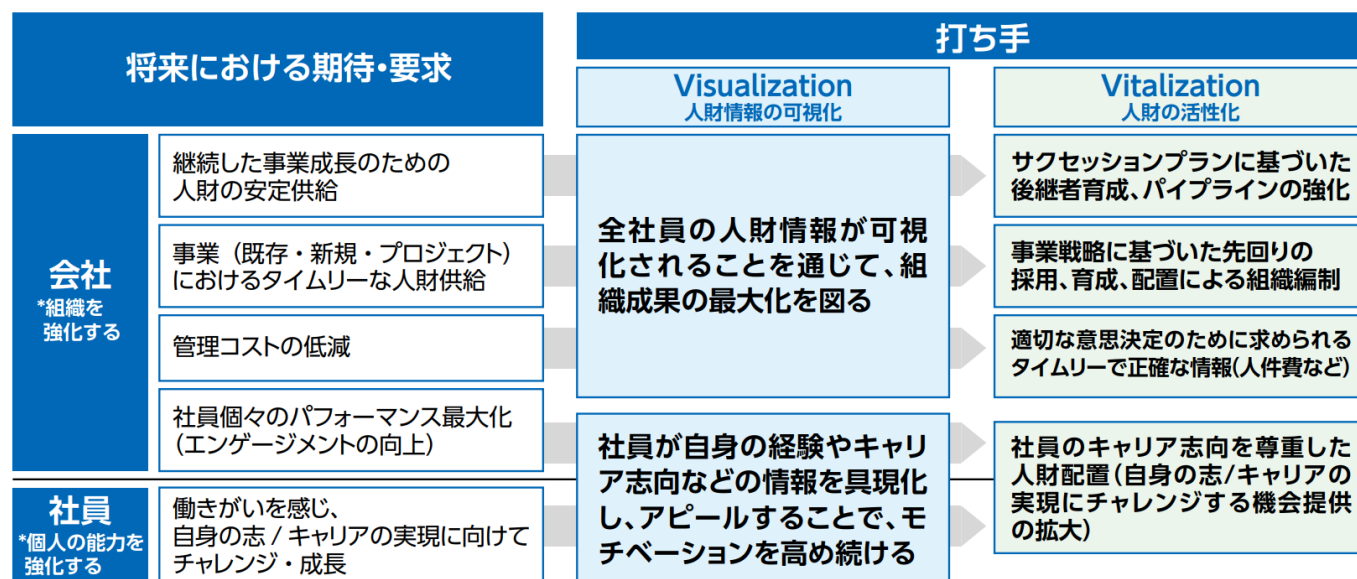 将来における期待・要求
打ち手
Visualization
人財情報の可視化
Vitalization
人財の活性化
会社
*組織を
強化する
継続した事業成長のための
人財の安定供給
事業（既存・新規・プロジェクト）
におけるタイムリーな人財供給
管理コストの低減
社員個々のパフォーマンス最大化
（エンゲージメントの向上）
全社員の人財情報が可視
化されることを通じて、組
織成果の最大化を図る
サクセッションプランに基づいた
後継者育成、パイプラインの強化
事業戦略に基づいた先回りの
採用、育成、配置による組織編制
適切な意思決定のために求められる
タイムリーで正確な情報(人件費など)
社員
*個人の能力を
強化する
働きがいを感じ、
自身の志 / キャリアの実現に向けて
チャレンジ・成長
社員が自身の経験やキャリ
ア志向などの情報を具現化
し、アピールすることで、モ
チベーションを高め続ける
社員のキャリア志向を尊重した
人財配置（自身の志/キャリアの
実現にチャレンジする機会提供
の拡大）